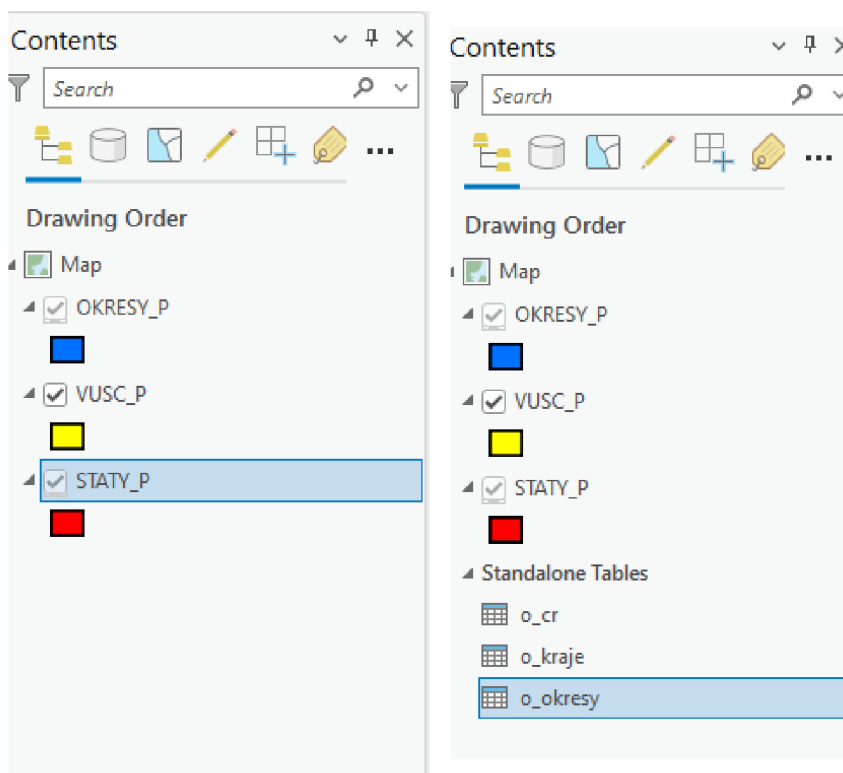 Contents
Search
Drawing Order
Map
OKRESY_P
VUSC_P
STATY_P
Contents
Search
Drawing Order
Map
OKRESY_P
VUSC_P
STATY_P
Standalone Tables
o_cr
o_kraje
o_okresy